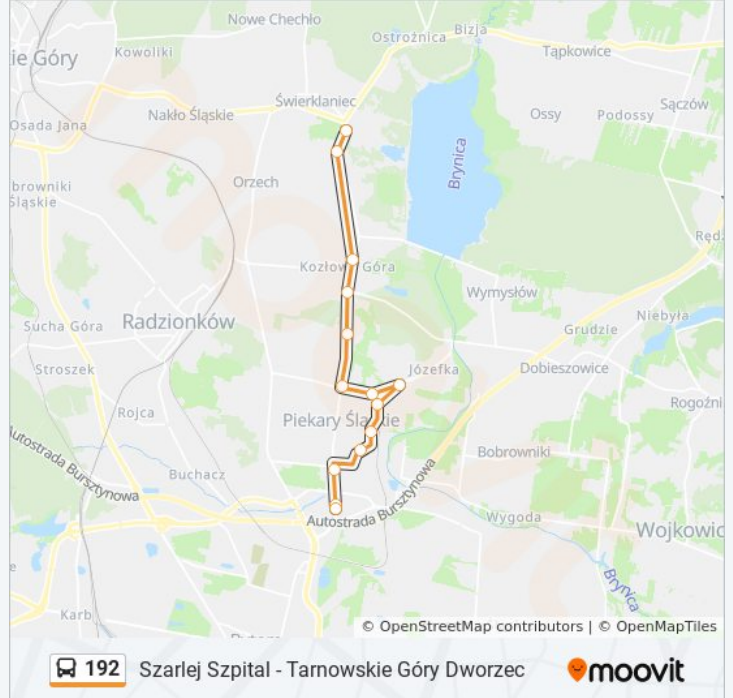 Nowe Chechło
Ostrożnica
Bizja
ie Góry
Kowoliki
Tąpkowice
Świerklaniec
Sączów
Nakło Śląskie
Ossy
Podossy
Osada Jana
Brynica
Orzech
browniki
Śląskie
Kozłowa Góra
Wymysłów
Niebyła
Radzionków
Sucha Góra
Grudzie
Stroszek
Józefka
Dobieszowice
Rojca
Piekary Śląskie
Autostrada Bursztynowa
Bobrowniki
Buchacz
Autostrada Bursztynowa
Wygoda
Wojkowic
Brynica
Karb
© OpenStreetMap contributors | © OpenMapTiles
192 Szarlej Szpital - Tarnowskie Góry Dworzec
moovit